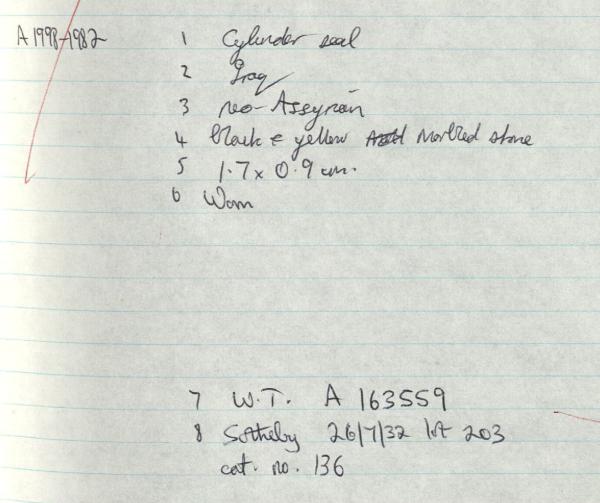 A 1998-1982 1 Cylinder seal
2 Iraq
3 neo-Assyrian
4 black & yellow marbled stone
5 1.7 x 0.9 cm.
6 Worn
7 W.T. A 163559
8 Sotheby 26/7/32 lot 203
cat. no. 136